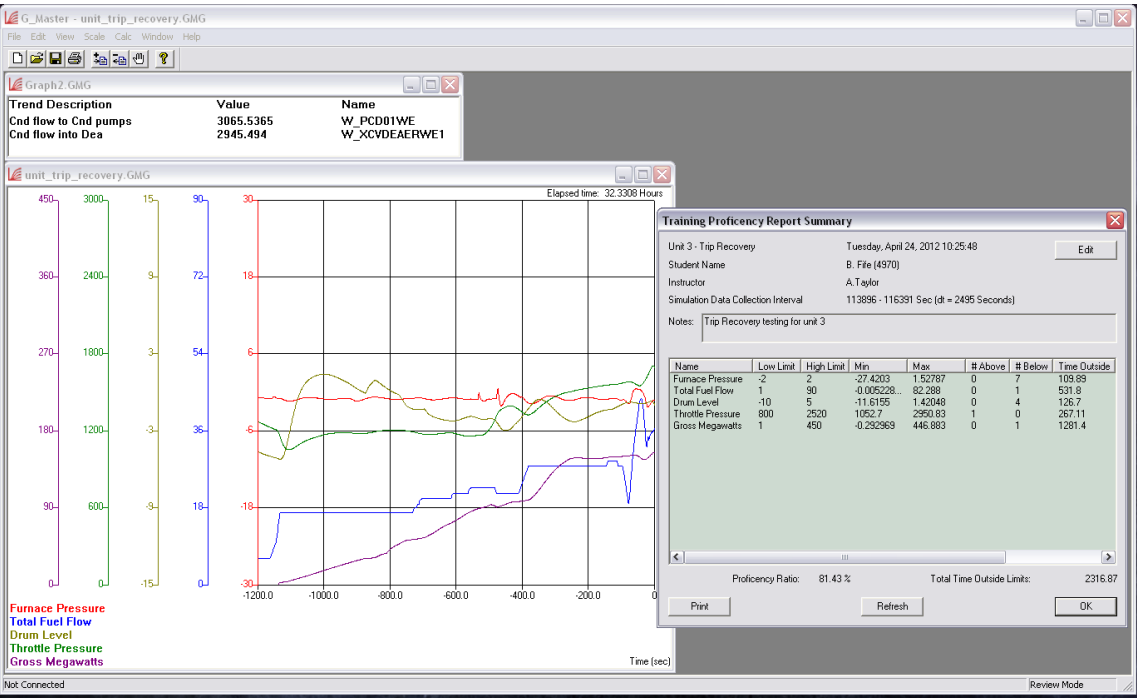 G_Master - unit_trip_recovery.GMG
File Edit View Scale Calc Window Help
Graph2.GMG
Trend Description Value Name
Cnd flow to Cnd pumps 3065.5365 W_PCD01WE
Cnd flow into Dea 2945.494 W_XCVDEAERWE1
unit_trip_recovery.GMG
Elapsed time: 32.3308 Hours
450 3000 15 90 30
360 2400 9 72 18
270 1800 3 54 6
180 1200 -3 36 -6
90 600 -9 18 -18
0 0 -15 0 -30
-1200.0 -1000.0 -800.0 -600.0 -400.0 -200.0 0
Furnace Pressure
Total Fuel Flow
Drum Level
Throttle Pressure
Gross Megawatts
Time (sec)
Training Proficency Report Summary
Unit 3 - Trip Recovery Tuesday, April 24, 2012 10:25:48 Edit
Student Name B. Fife (4970)
Instructor A.Taylor
Simulation Data Collection Interval 113896 - 116391 Sec (dt = 2495 Seconds)
Notes: Trip Recovery testing for unit 3
Name Low Limit High Limit Min Max # Above # Below Time Outside
Furnace Pressure -2 2 -27.4203 1.52787 0 7 109.89
Total Fuel Flow 1 90 -0.005228... 82.288 0 1 531.8
Drum Level -10 5 -11.6155 1.42048 0 4 126.7
Throttle Pressure 800 2520 1052.7 2950.83 1 0 267.11
Gross Megawatts 1 450 -0.292969 446.883 0 1 1281.4
Proficency Ratio: 81.43 % Total Time Outside Limits: 2316.87
Print Refresh OK
Not Connected Review Mode